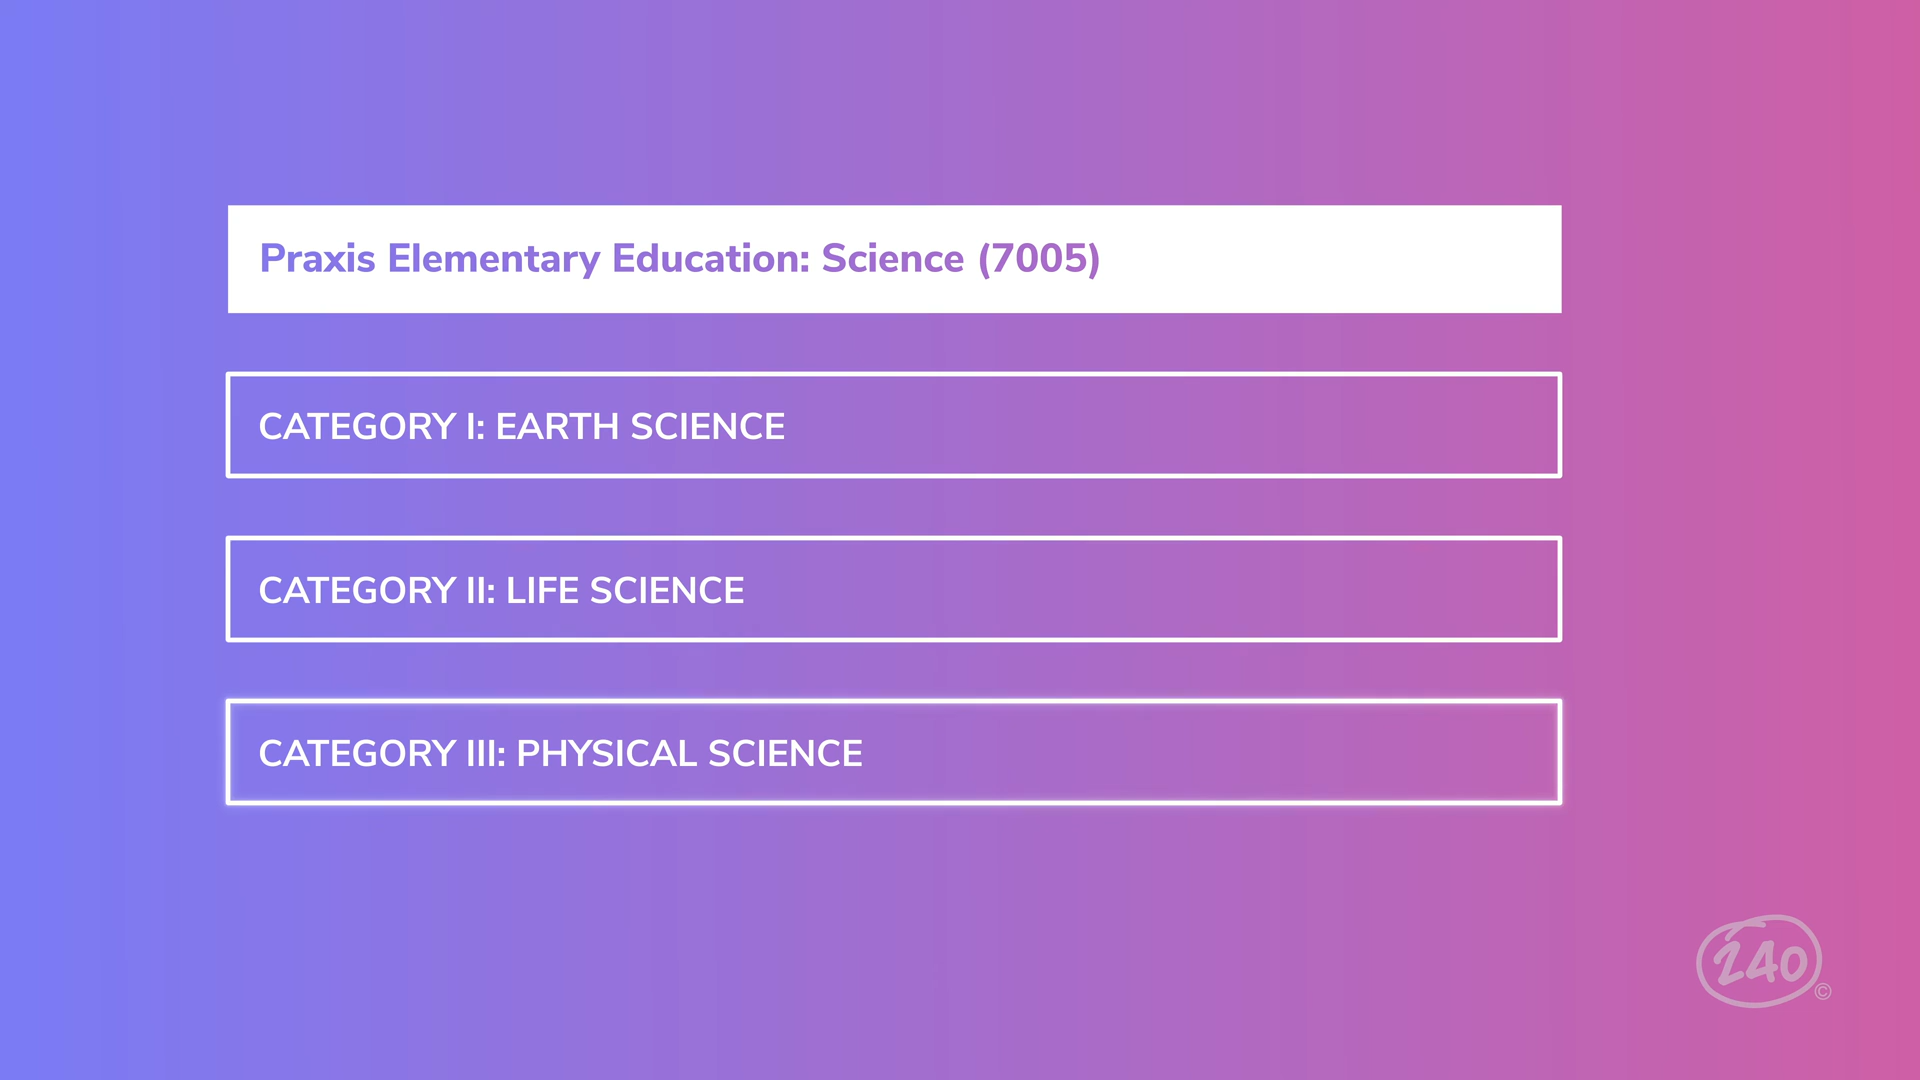 Praxis Elementary Education: Science (7005)
CATEGORY I: EARTH SCIENCE
CATEGORY II: LIFE SCIENCE
CATEGORY III: PHYSICAL SCIENCE
240
©